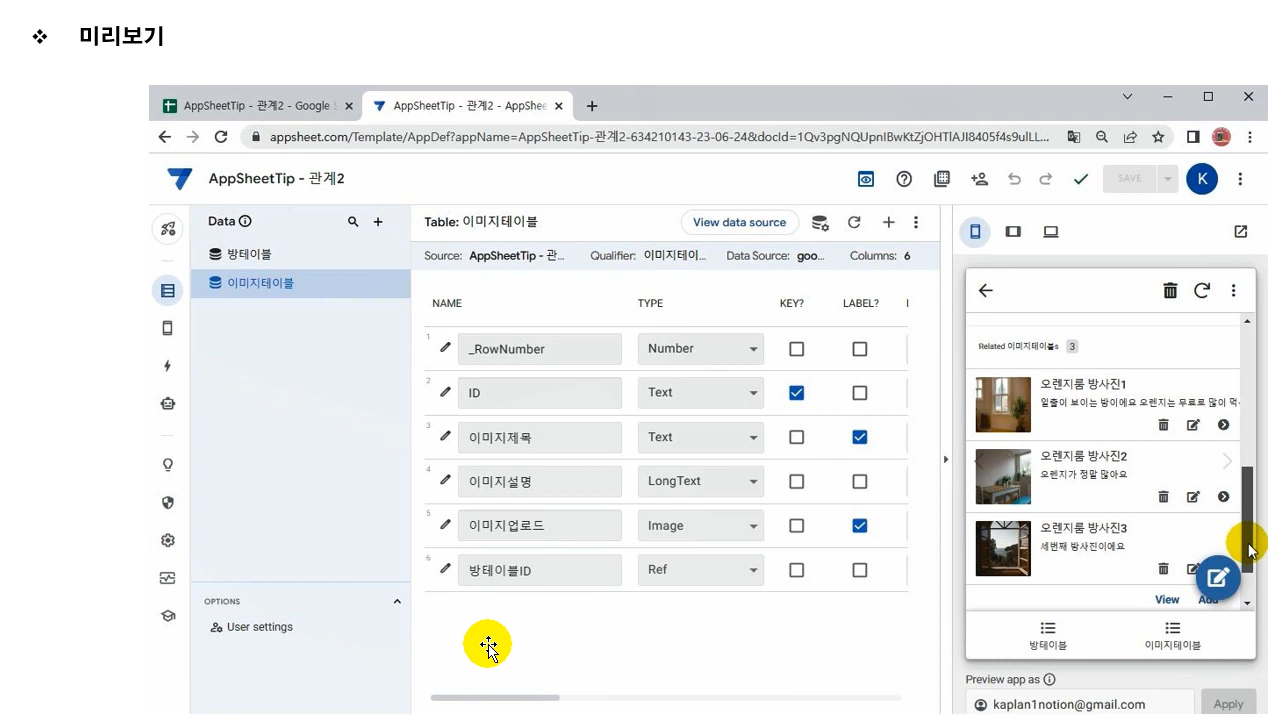 ❖ 미리보기
AppSheetTip - 관계2 - Google
AppSheetTip - 관계2 - AppShee
appsheet.com/Template/AppDef?appName=AppSheetTip-관계2-634210143-23-06-24&docId=1Qv3pgNQUpnIBwKtZjOHTlAJI8405f4s9ulLL...
AppSheetTip - 관계2
SAVE
K
Data
방테이블
이미지테이블
OPTIONS
User settings
Table: 이미지테이블
View data source
Source: AppSheetTip - 관...
Qualifier: 이미지테이...
Data Source: goo...
Columns: 6
NAME TYPE KEY? LABEL?
1 _RowNumber Number
2 ID Text
3 이미지제목 Text
4 이미지설명 LongText
5 이미지업로드 Image
6 방테이블ID Ref
Related 이미지테이블s 3
오렌지룸 방사진1
일출이 보이는 방이에요 오렌지는 무료로 많이 먹
오렌지룸 방사진2
오렌지가 정말 많아요
오렌지룸 방사진3
세번째 방사진이에요
View Add
방테이블
이미지테이블
Preview app as
kaplan1notion@gmail.com
Apply